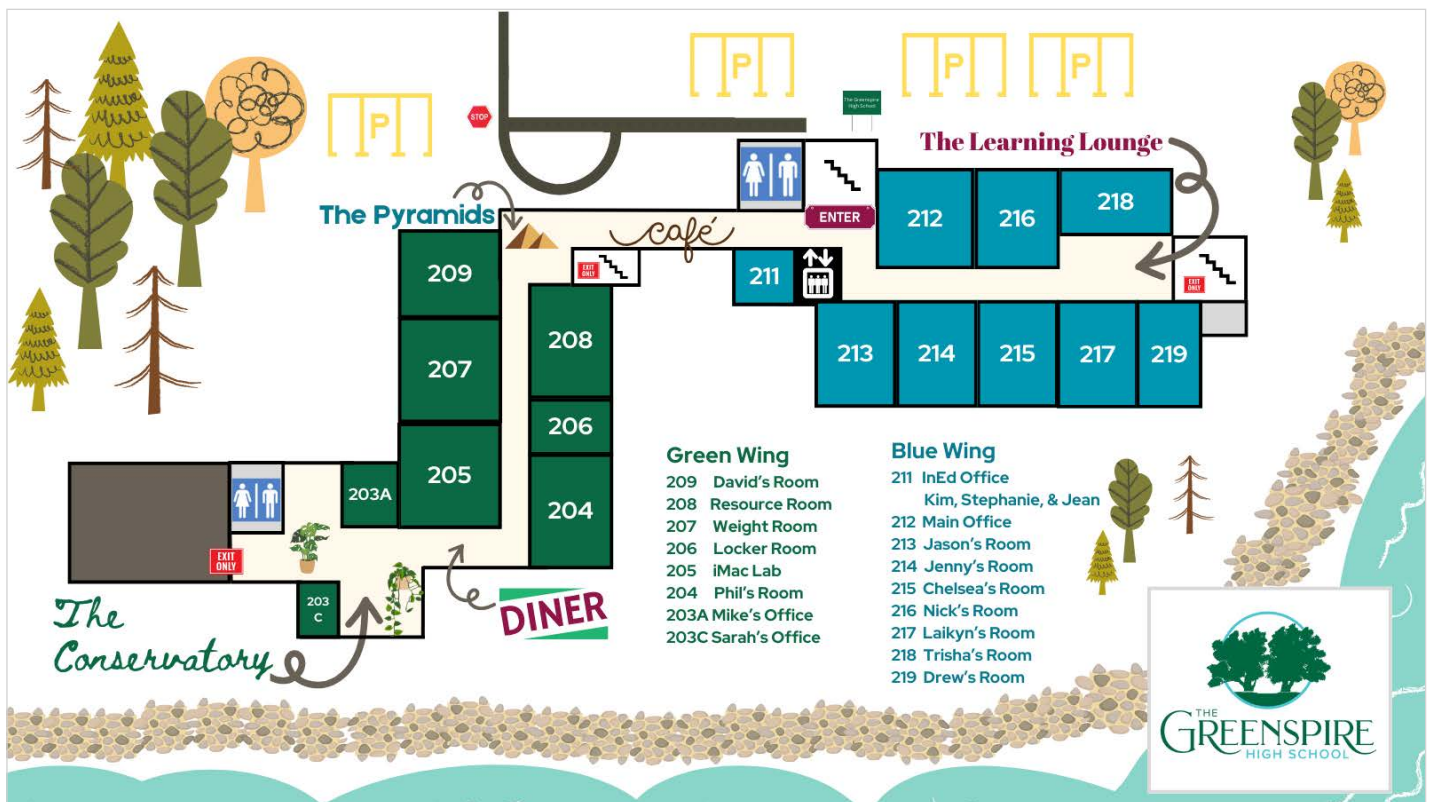 P
P
P
P
STOP
The Greenspire
High School
The Learning Lounge
The Pyramids
ENTER
café
212
216
218
209
EXIT
ONLY
211
EXIT
ONLY
207
208
213
214
215
217
219
206
205
203A
204
EXIT
ONLY
203
C
DINER
The
Conservatory
Green Wing
209 David's Room
208 Resource Room
207 Weight Room
206 Locker Room
205 iMac Lab
204 Phil's Room
203A Mike's Office
203C Sarah's Office
Blue Wing
211 InEd Office
Kim, Stephanie, & Jean
212 Main Office
213 Jason's Room
214 Jenny's Room
215 Chelsea's Room
216 Nick's Room
217 Laikyn's Room
218 Trisha's Room
219 Drew's Room
THE
GREENSPIRE
HIGH SCHOOL